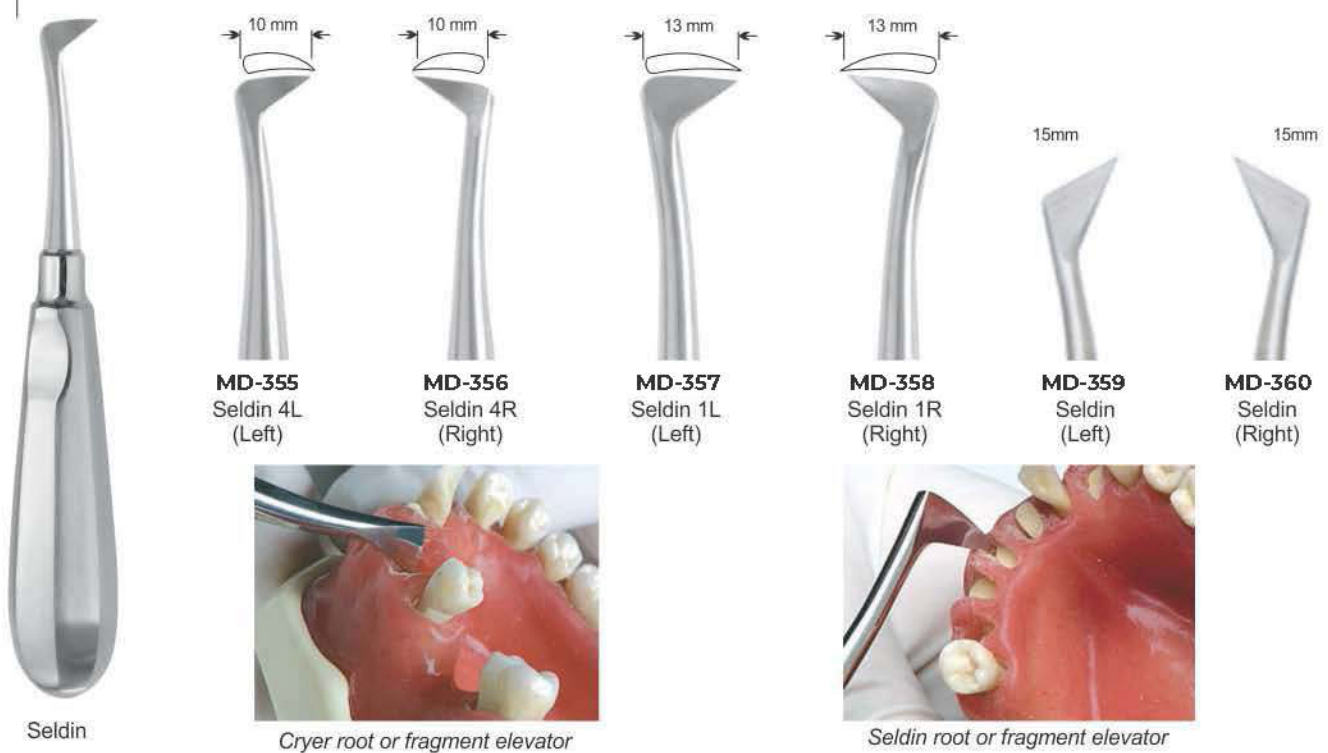 10 mm
10 mm
13 mm
13 mm
15mm
15mm
MD-355
Seldin 4L
(Left)
MD-356
Seldin 4R
(Right)
MD-357
Seldin 1L
(Left)
MD-358
Seldin 1R
(Right)
MD-359
Seldin
(Left)
MD-360
Seldin
(Right)
Seldin
Cryer root or fragment elevator
Seldin root or fragment elevator